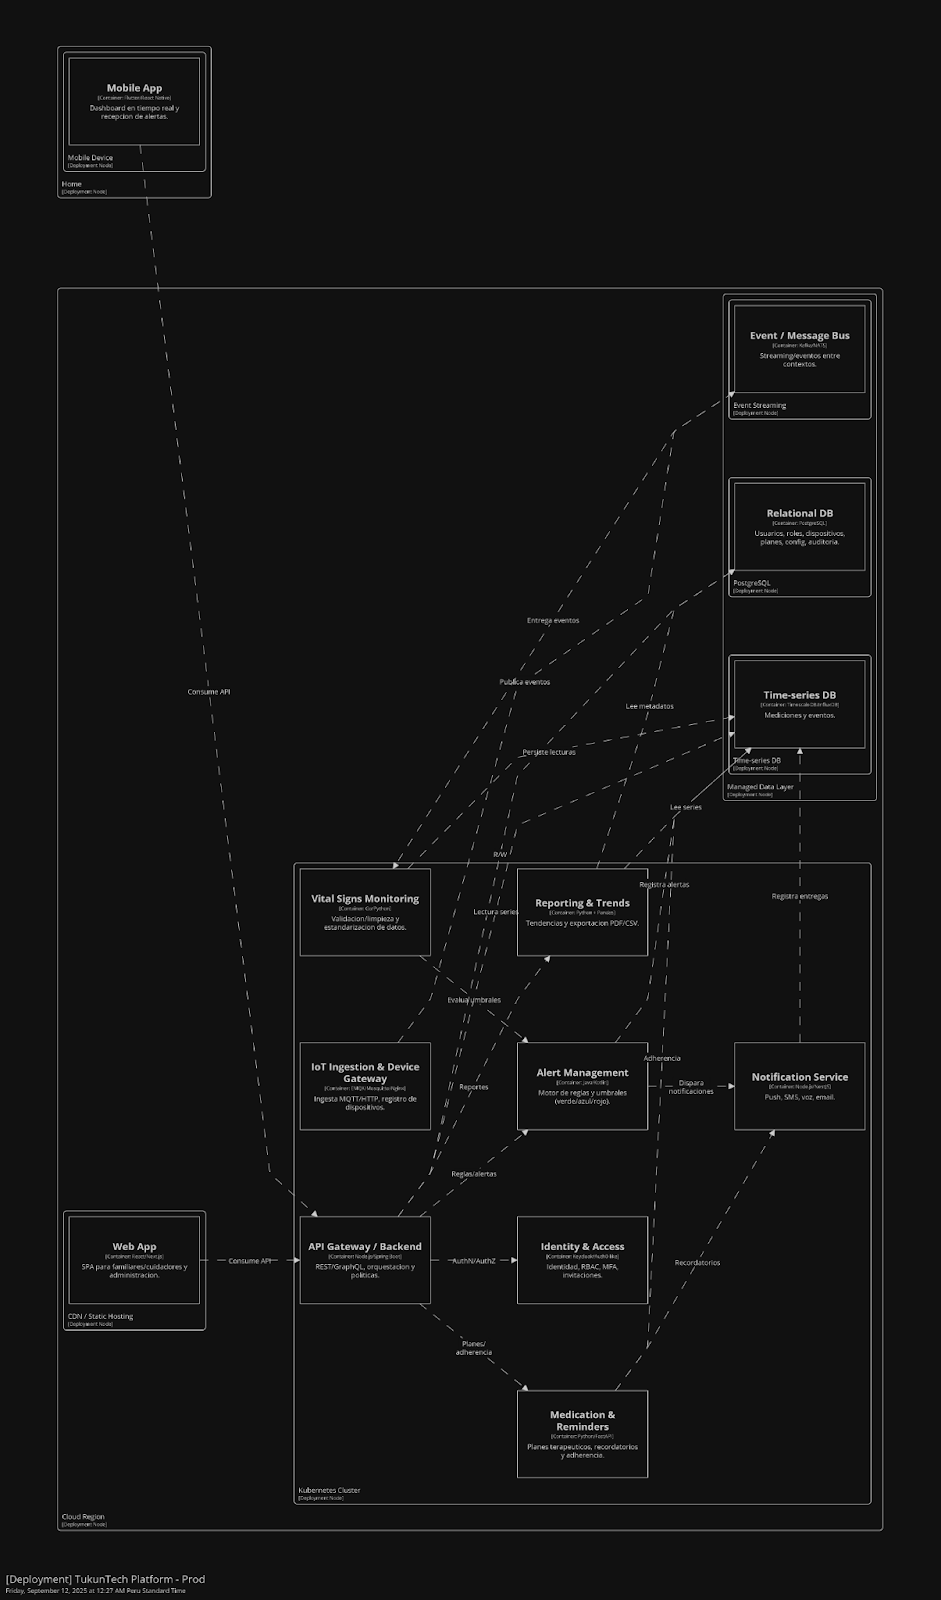 Mobile App
[Container: Flutter/React Native]
Dashboard en tiempo real y
recepcion de alertas.
Mobile Device
[Deployment Node]
Home
[Deployment Node]
Event / Message Bus
[Container: Kafka/NATS]
Streaming/eventos entre
contextos.
Event Streaming
[Deployment Node]
Relational DB
[Container: PostgreSQL]
Usuarios, roles, dispositivos,
planes, config, auditoria.
PostgreSQL
[Deployment Node]
Entrega eventos
Publica eventos
Consume API
Lee metadatos
Time-series DB
[Container: TimescaleDB/InfluxDB]
Mediciones y eventos.
Time-series DB
[Deployment Node]
Managed Data Layer
[Deployment Node]
Persiste lecturas
Lee series
R/W
Registra alertas
Registra entregas
Lectura series
Vital Signs Monitoring
[Container: Go/Python]
Validacion/limpieza y
estandarizacion de datos.
Reporting & Trends
[Container: Python + Pandas]
Tendencias y exportacion PDF/CSV.
Evalua umbrales
IoT Ingestion & Device
Gateway
Ingesta MQTT/HTTP, registro de
dispositivos.
Reportes
Alert Management
[Container: Java/Kotlin]
Motor de reglas y umbrales
(verde/azul/rojo).
Adherencia
Dispara
notificaciones
Notification Service
[Container: Node.js/NestJS]
Push, SMS, voz, email.
Reglas/alertas
Web App
[Container: React/Next.js]
SPA para familiares/cuidadores y
administracion.
CDN / Static Hosting
[Deployment Node]
Consume API
API Gateway / Backend
[Container: Node.js/Spring Boot]
REST/GraphQL, orquestacion y
politicas.
AuthN/AuthZ
Identity & Access
[Container: Keycloak/Auth0-like]
Identidad, RBAC, MFA,
invitaciones.
Recordatorios
Planes/
adherencia
Medication &
Reminders
[Container: Python/FastAPI]
Planes terapeuticos, recordatorios
y adherencia.
Kubernetes Cluster
[Deployment Node]
Cloud Region
[Deployment Node]
[Deployment] TukunTech Platform - Prod
Friday, September 12, 2025 at 12:27 AM Peru Standard Time